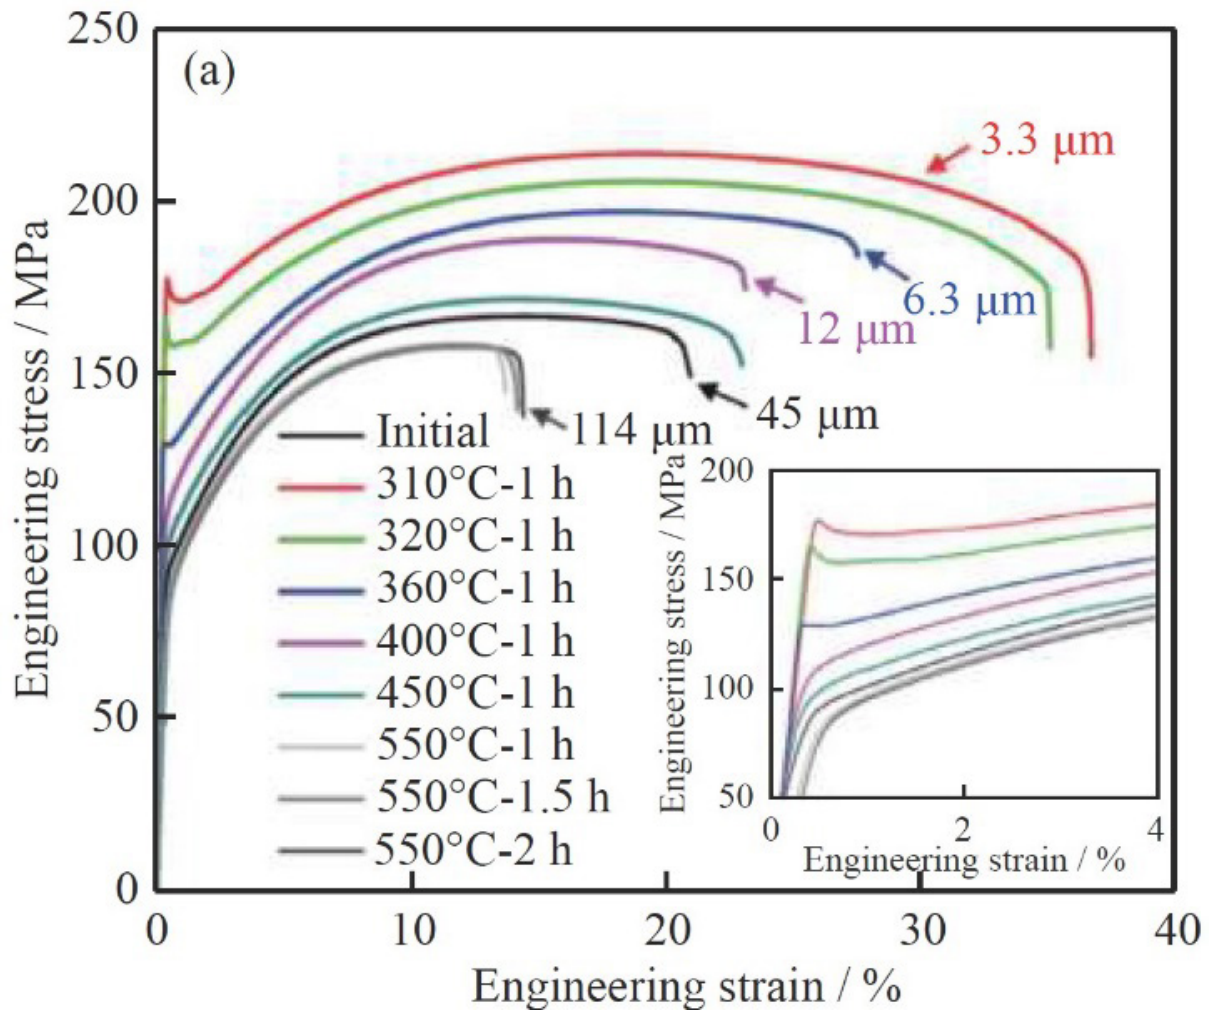 (a)
250
200
150
100
50
0
Engineering stress / MPa
0
10
20
30
40
Engineering strain / %
3.3 μm
6.3 μm
12 μm
45 μm
114 μm
Initial
310°C-1 h
320°C-1 h
360°C-1 h
400°C-1 h
450°C-1 h
550°C-1 h
550°C-1.5 h
550°C-2 h
200
150
100
50
Engineering stress / MPa
0
2
4
Engineering strain / %